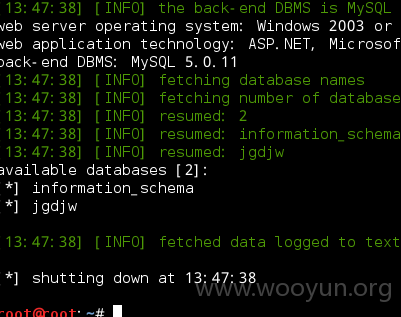 [13:47:38] [INFO] the back-end DBMS is MySQL
web server operating system: Windows 2003 or
web application technology: ASP.NET, Microsof
back-end DBMS: MySQL 5.0.11
[13:47:38] [INFO] fetching database names
[13:47:38] [INFO] fetching number of database
[13:47:38] [INFO] resumed: 2
[13:47:38] [INFO] resumed: information_schema
[13:47:38] [INFO] resumed: jgdjw
available databases [2]:
[*] information_schema
[*] jgdjw
[13:47:38] [INFO] fetched data logged to text
[*] shutting down at 13:47:38
www.wooyun.org
root@root:~#